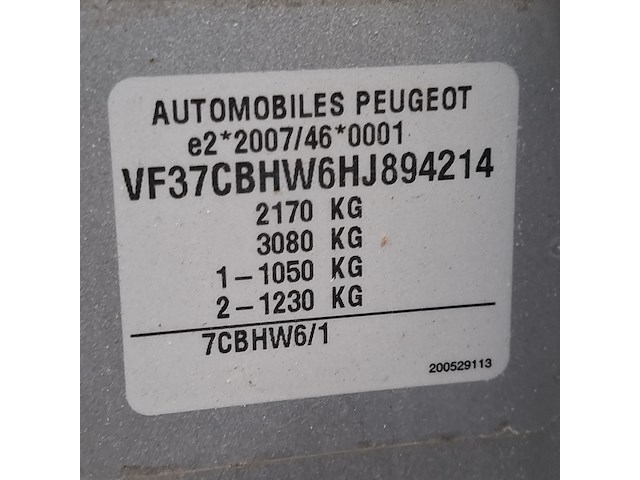 AUTOMOBILES PEUGEOT
e2*2007/46*0001
VF37CBHW6HJ894214
2170 KG
3080 KG
1-1050 KG
2-1230 KG
7CBHW6/1
200529113